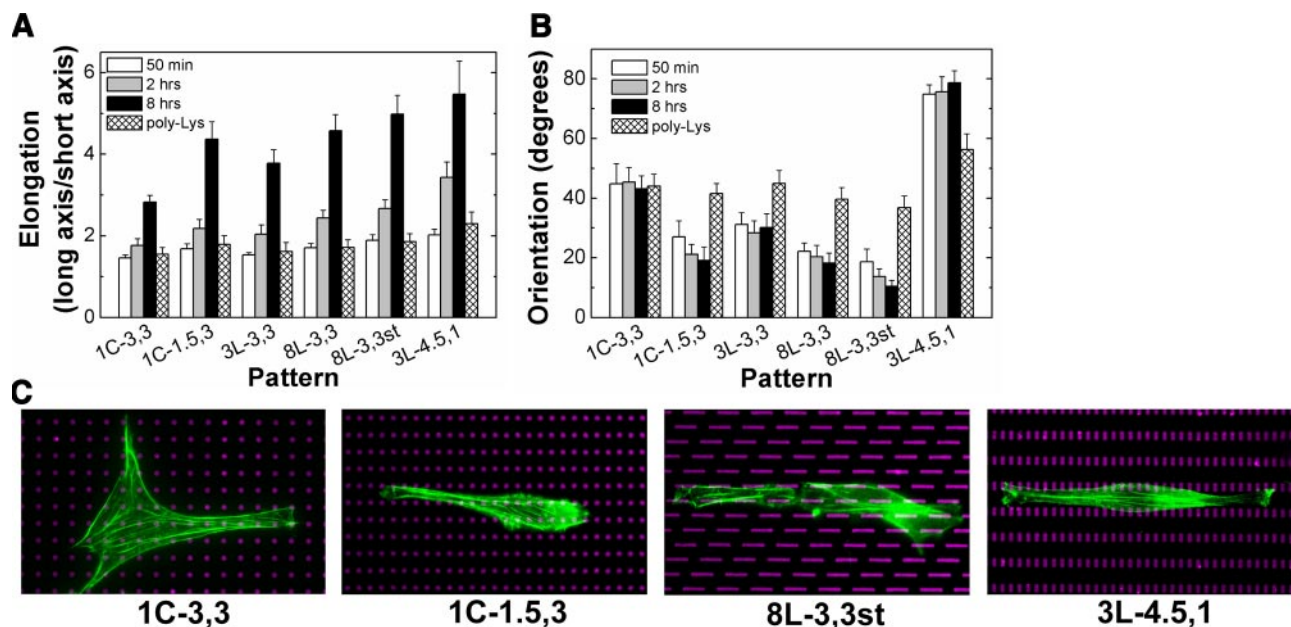 A
Elongation
(long axis/short axis)
6
4
2
0
50 min
2 hrs
8 hrs
poly-Lys
1C-3,3
1C-1.5,3
3L-3,3
8L-3,3
8L-3,3st
3L-4.5,1
Pattern
B
Orientation (degrees)
80
60
40
20
0
50 min
2 hrs
8 hrs
poly-Lys
1C-3,3
1C-1.5,3
3L-3,3
8L-3,3
8L-3,3st
3L-4.5,1
Pattern
C
1C-3,3
1C-1.5,3
8L-3,3st
3L-4.5,1